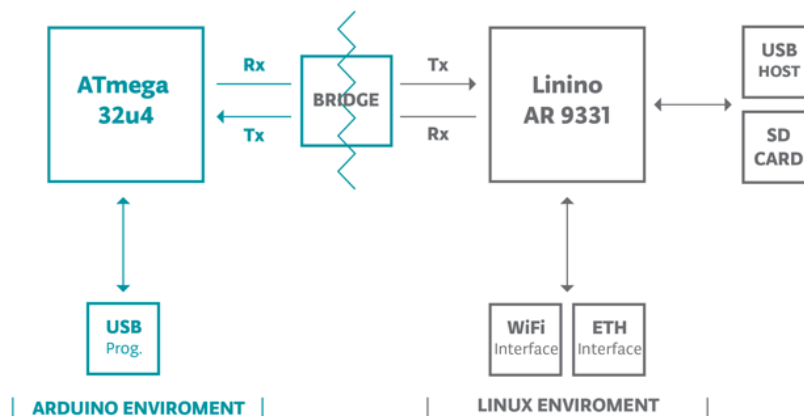 ATmega
32u4
Rx
Tx
BRIDGE
Tx
Rx
Linino
AR 9331
USB
HOST
SD
CARD
USB
Prog.
WiFi
Interface
ETH
Interface
ARDUINO ENVIROMENT
LINUX ENVIROMENT